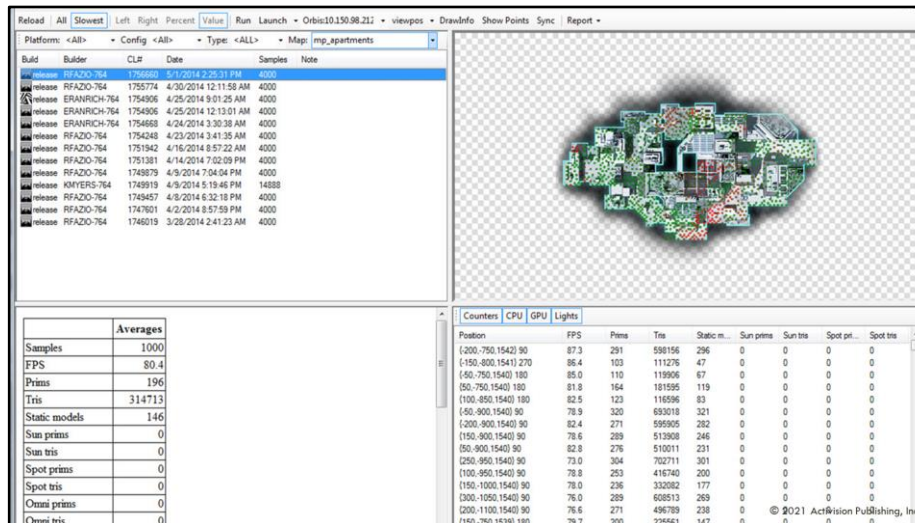 Reload All Slowest Left Right Percent Value Run Launch Orbis:10.150.98.212 viewpos DrawInfo Show Points Sync Report
Platform: <All> Config <All> Type: <ALL> Map: mp_apartments
Build Builder CL# Date Samples Note
release RFAZIO-764 1756660 5/1/2014 2:25:31 PM 4000
release RFAZIO-764 1755774 4/30/2014 12:11:58 AM 4000
release ERANRICH-764 1754906 4/25/2014 9:01:25 AM 4000
release ERANRICH-764 1754906 4/25/2014 12:13:01 AM 4000
release ERANRICH-764 1754668 4/24/2014 3:30:38 AM 4000
release RFAZIO-764 1754248 4/23/2014 3:41:35 AM 4000
release RFAZIO-764 1751942 4/16/2014 8:57:22 AM 4000
release RFAZIO-764 1751381 4/14/2014 7:02:09 PM 4000
release RFAZIO-764 1749879 4/9/2014 7:04:04 PM 4000
release KMYERS-764 1749919 4/9/2014 5:19:46 PM 14888
release RFAZIO-764 1749457 4/8/2014 6:32:18 PM 4000
release RFAZIO-764 1747601 4/2/2014 8:57:59 PM 4000
release RFAZIO-764 1746019 3/28/2014 2:41:23 AM 4000
Averages
Samples 1000
FPS 80.4
Prims 196
Tris 314713
Static models 146
Sun prims 0
Sun tris 0
Spot prims 0
Spot tris 0
Omni prims 0
Omni tris 0
Counters CPU GPU Lights
Position FPS Prims Tris Static m... Sun prims Sun tris Spot pri... Spot tris
(-200,-750,1542) 90 87.3 291 598156 296 0 0 0 0
(-150,-800,1541) 270 86.4 103 111276 47 0 0 0 0
(-50,-750,1540) 180 85.0 110 119906 67 0 0 0 0
(50,-750,1540) 180 81.8 164 181595 119 0 0 0 0
(100,-850,1540) 180 82.5 123 116596 83 0 0 0 0
(-50,-900,1540) 90 78.9 320 693018 321 0 0 0 0
(-200,-900,1540) 90 82.4 271 595905 282 0 0 0 0
(150,-900,1540) 90 78.6 289 513908 246 0 0 0 0
(50,-900,1540) 90 82.8 276 510011 231 0 0 0 0
(250,-950,1540) 90 73.0 304 702711 301 0 0 0 0
(100,-950,1540) 90 78.8 253 416740 200 0 0 0 0
(150,-1000,1540) 90 78.0 236 332082 177 0 0 0 0
(300,-1050,1540) 90 76.0 289 608513 269 0 0 0 0
(200,-1100,1540) 90 76.6 271 496789 238 0 0 0 0
(150,-750,1539) 180 79.7 200 225561 147 0 0 0 0
© 2021 Activision Publishing, Inc